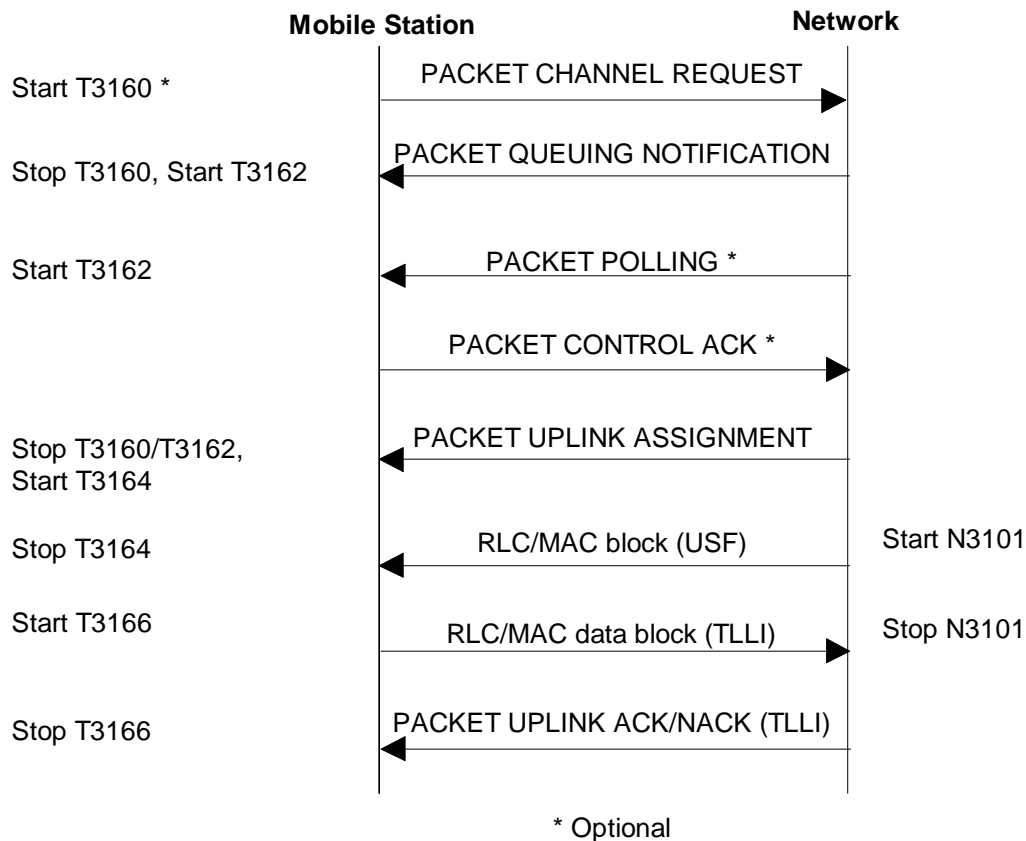 Mobile Station
Network
Start T3160 *
PACKET CHANNEL REQUEST
PACKET QUEUING NOTIFICATION
Stop T3160, Start T3162
Start T3162
PACKET POLLING *
PACKET CONTROL ACK *
Stop T3160/T3162,
Start T3164
PACKET UPLINK ASSIGNMENT
Stop T3164
RLC/MAC block (USF)
Start N3101
Start T3166
RLC/MAC data block (TLLI)
Stop N3101
Stop T3166
PACKET UPLINK ACK/NACK (TLLI)
* Optional